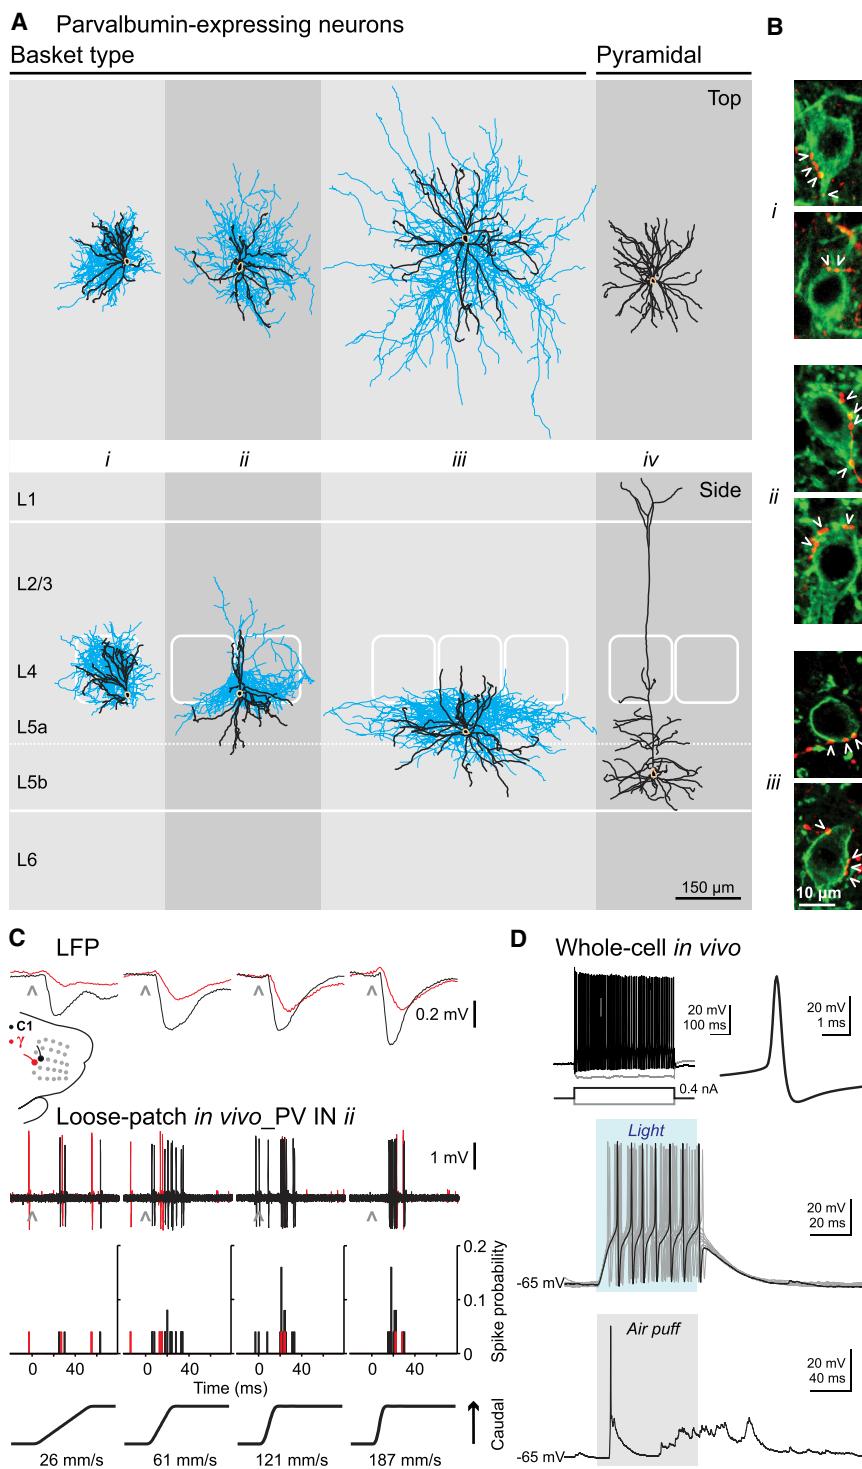 A Parvalbumin-expressing neurons
B
Basket type
Pyramidal
Top
i
i
ii
iii
iv
Side
L1
L2/3
L4
L5a
L5b
L6
150 µm
ii
iii
10 µm
C LFP
0.2 mV
C1
γ
Loose-patch in vivo_PV IN ii
1 mV
0.2
0.1
0
Spike probability
0 40 0 40 0 40 0 40
Time (ms)
Caudal
26 mm/s 61 mm/s 121 mm/s 187 mm/s
D Whole-cell in vivo
20 mV
100 ms
20 mV
1 ms
0.4 nA
Light
20 mV
20 ms
-65 mV
Air puff
20 mV
40 ms
-65 mV